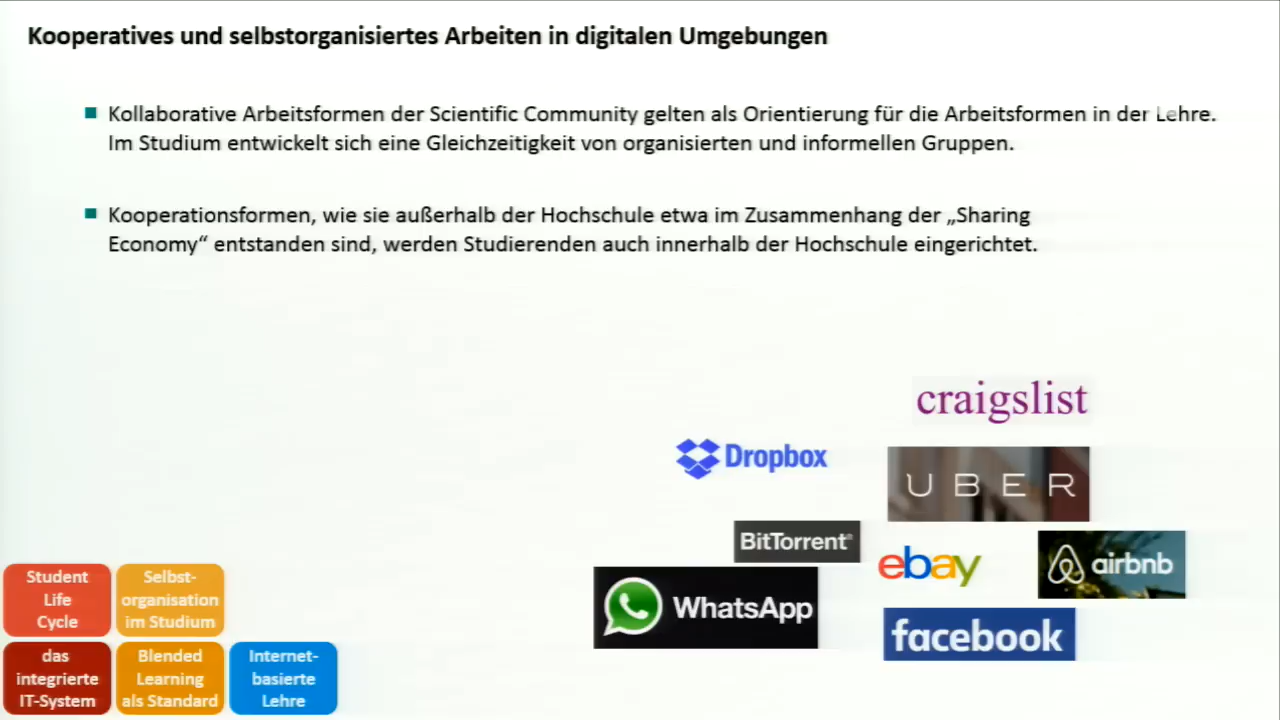 Kooperatives und selbstorganisiertes Arbeiten in digitalen Umgebungen
Kollaborative Arbeitsformen der Scientific Community gelten als Orientierung für die Arbeitsformen in der Lehre.
Im Studium entwickelt sich eine Gleichzeitigkeit von organisierten und informellen Gruppen.
Kooperationsformen, wie sie außerhalb der Hochschule etwa im Zusammenhang der „Sharing
Economy“ entstanden sind, werden Studierenden auch innerhalb der Hochschule eingerichtet.
craigslist
Dropbox
UBER
BitTorrent
ebay
airbnb
WhatsApp
facebook
Student
Life
Cycle
Selbst-
organisation
im Studium
das
integrierte
IT-System
Blended
Learning
als Standard
Internet-
basierte
Lehre